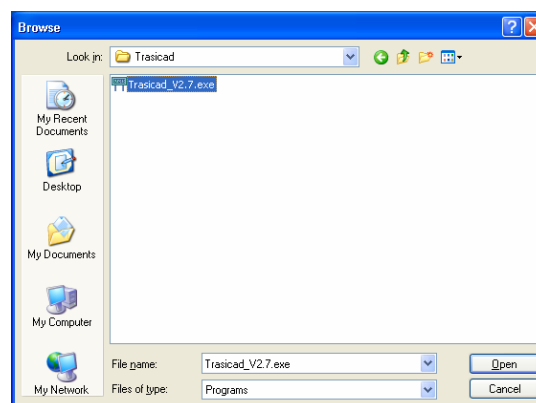 Browse
Look in: Trasicad
Trasicad_V2.7.exe
My Recent
Documents
Desktop
My Documents
My Computer
My Network
File name: Trasicad_V2.7.exe Open
Files of type: Programs Cancel